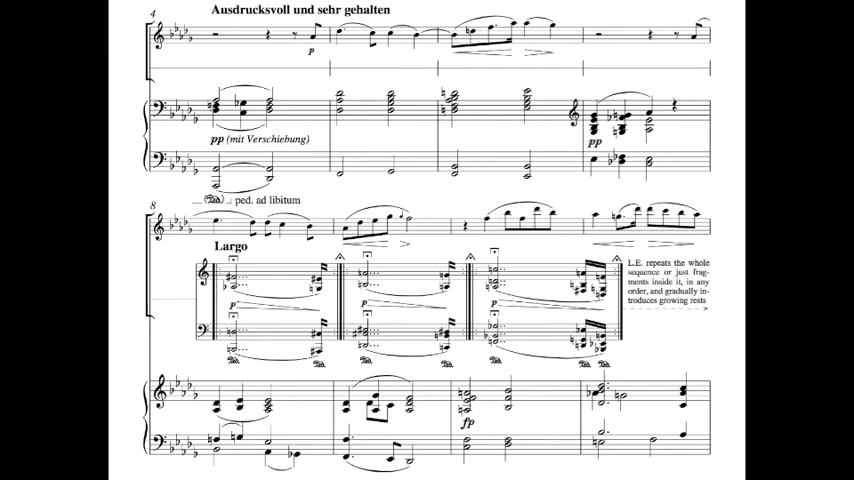 4
Ausdrucksvoll und sehr gehalten
p
pp (mit Verschiebung)
pp
ped. ad libitum
8
Largo
p
p
p
L.E. repeats the whole
sequence or just frag-
ments inside it, in any
order, and gradually in-
troduces growing rests
p
p
p
fp